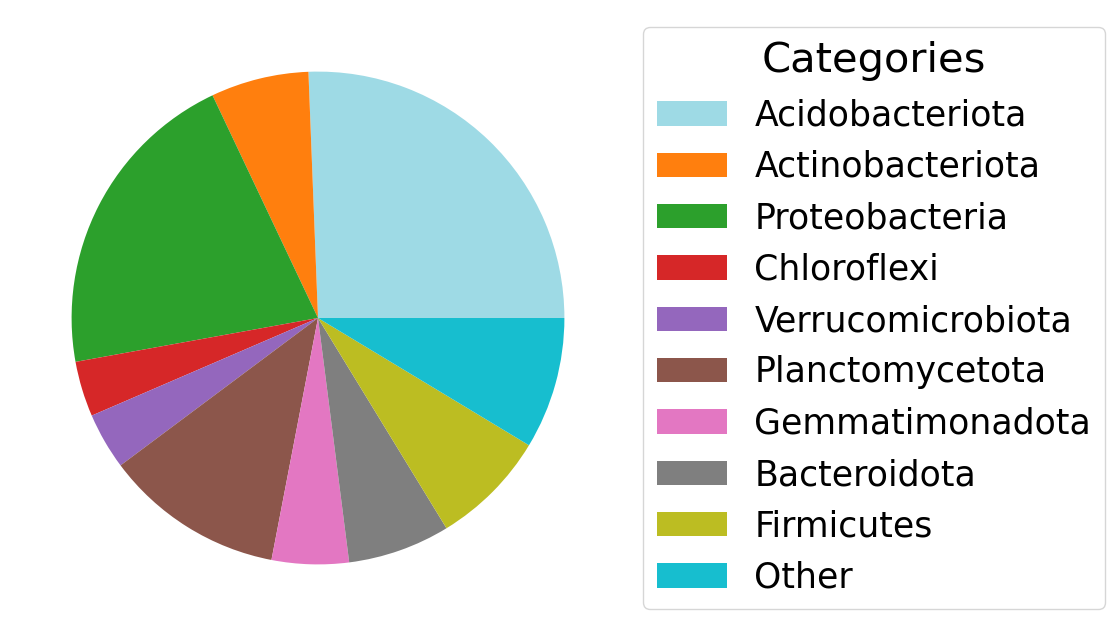 Categories
Acidobacteriota
Actinobacteriota
Proteobacteria
Chloroflexi
Verrucomicrobiota
Planctomycetota
Gemmatimonadota
Bacteroidota
Firmicutes
Other